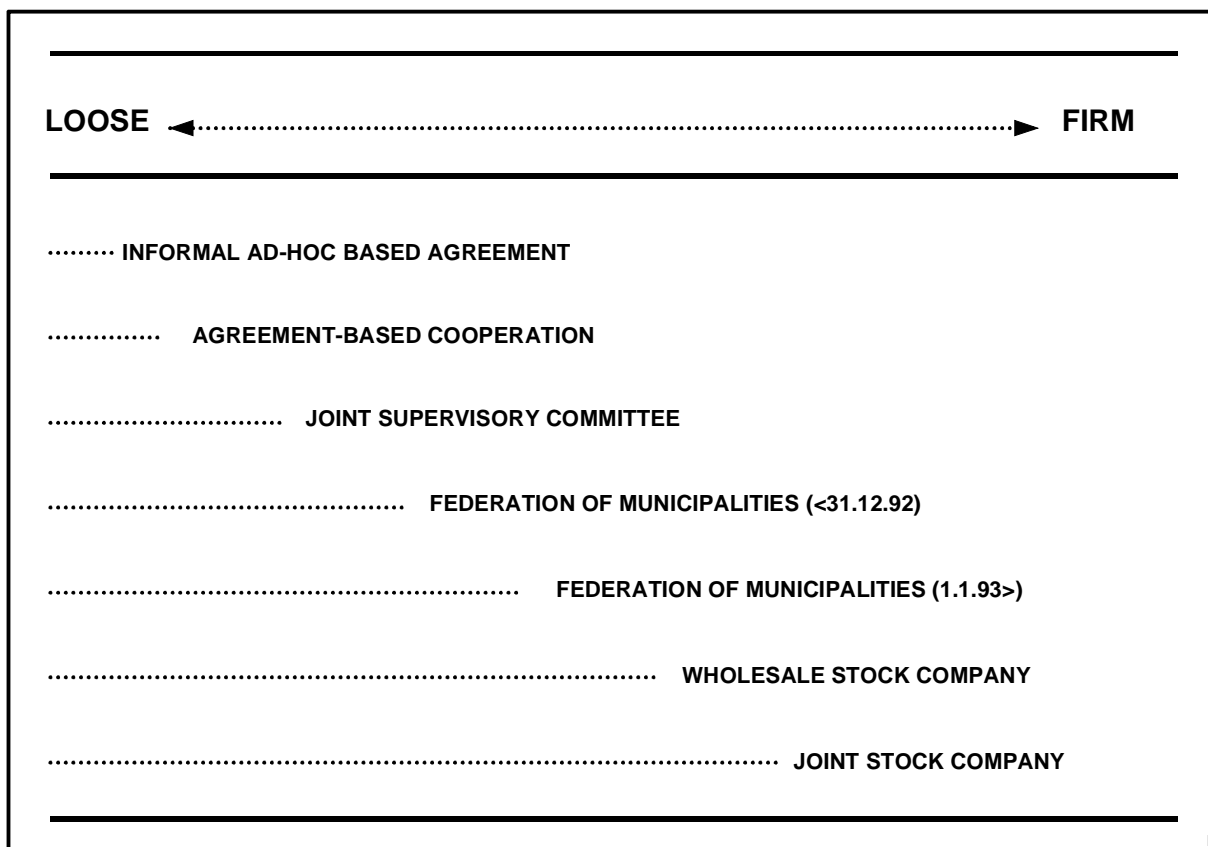 LOOSE FIRM
INFORMAL AD-HOC BASED AGREEMENT
AGREEMENT-BASED COOPERATION
JOINT SUPERVISORY COMMITTEE
FEDERATION OF MUNICIPALITIES (<31.12.92)
FEDERATION OF MUNICIPALITIES (1.1.93>)
WHOLESALE STOCK COMPANY
JOINT STOCK COMPANY